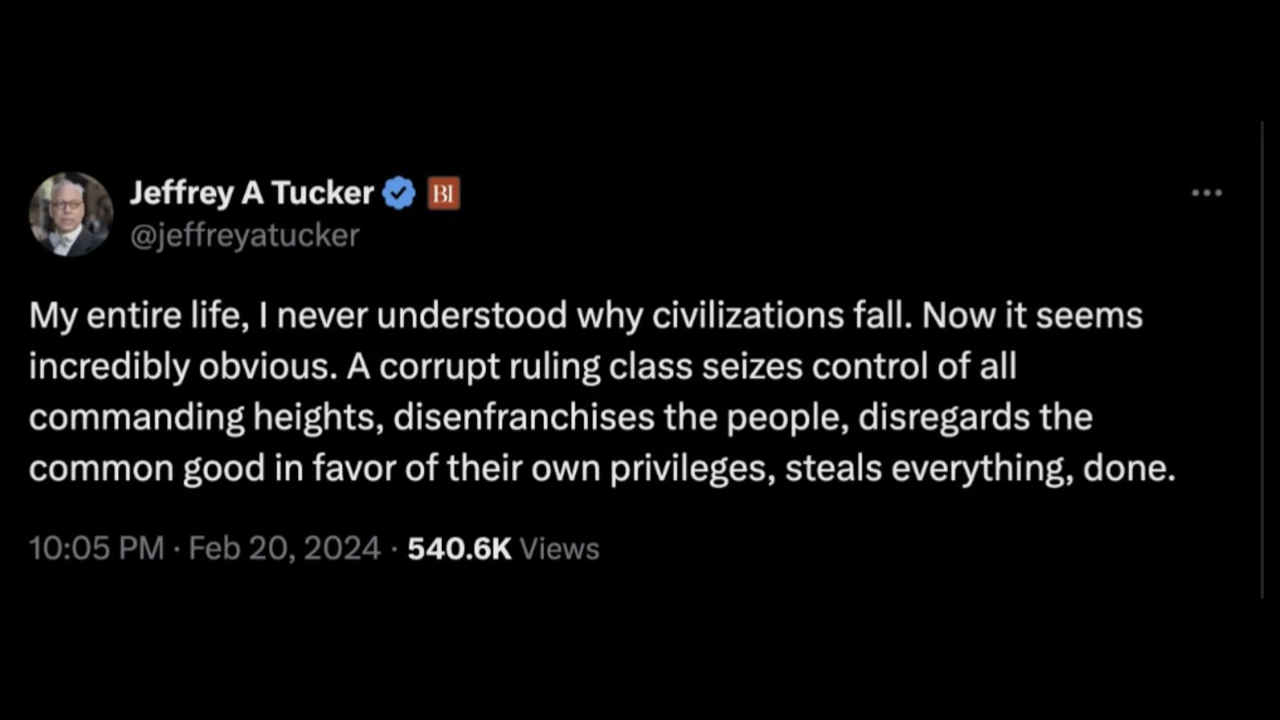 Jeffrey A Tucker BI
@jeffreyatucker
My entire life, I never understood why civilizations fall. Now it seems
incredibly obvious. A corrupt ruling class seizes control of all
commanding heights, disenfranchises the people, disregards the
common good in favor of their own privileges, steals everything, done.
10:05 PM · Feb 20, 2024 · 540.6K Views